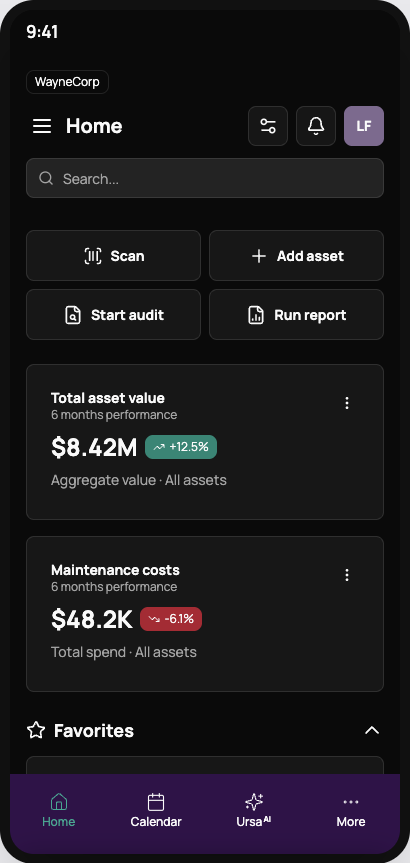 9:41
WayneCorp
Home
LF
Search...
Scan
Add asset
Start audit
Run report
Total asset value
6 months performance
$8.42M +12.5%
Aggregate value · All assets
Maintenance costs
6 months performance
$48.2K -6.1%
Total spend · All assets
Favorites
Home Calendar Ursa AI More